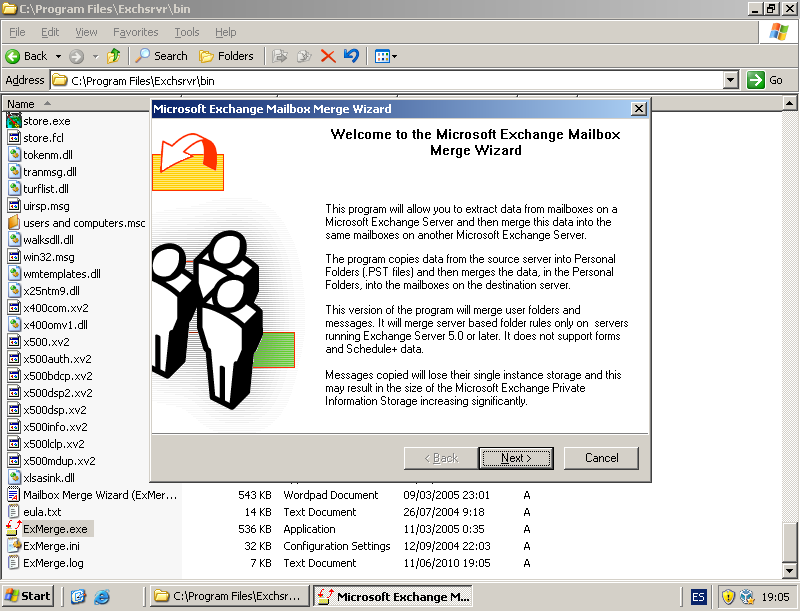 C:\Program Files\Exchsrvr\bin
File Edit View Favorites Tools Help
Back Search Folders
Address C:\Program Files\Exchsrvr\bin Go
Name
store.exe
store.fcl
tokenm.dll
tranmsg.dll
turflist.dll
uirsp.msg
users and computers.msc
walksdll.dll
win32.msg
wmtemplates.dll
x25ntm9.dll
x400com.xv2
x400omv1.dll
x500.xv2
x500auth.xv2
x500bdcp.xv2
x500dsp2.xv2
x500dsp.xv2
x500info.xv2
x500lclp.xv2
x500mdup.xv2
xlsasink.dll
Mailbox Merge Wizard (ExMer... 543 KB Wordpad Document 09/03/2005 23:01 A
eula.txt 14 KB Text Document 26/07/2004 9:18 A
ExMerge.exe 536 KB Application 11/03/2005 0:35 A
ExMerge.ini 32 KB Configuration Settings 12/09/2004 22:03 A
ExMerge.log 7 KB Text Document 11/06/2010 19:05 A
Microsoft Exchange Mailbox Merge Wizard
Welcome to the Microsoft Exchange Mailbox
Merge Wizard
This program will allow you to extract data from mailboxes on a
Microsoft Exchange Server and then merge this data into the
same mailboxes on another Microsoft Exchange Server.
The program copies data from the source server into Personal
Folders (.PST files) and then merges the data, in the Personal
Folders, into the mailboxes on the destination server.
This version of the program will merge user folders and
messages. It will merge server based folder rules only on servers
running Exchange Server 5.0 or later. It does not support forms
and Schedule+ data.
Messages copied will lose their single instance storage and this
may result in the size of the Microsoft Exchange Private
Information Storage increasing significantly.
< Back Next > Cancel
Start C:\Program Files\Exchsr... Microsoft Exchange M... ES 19:05